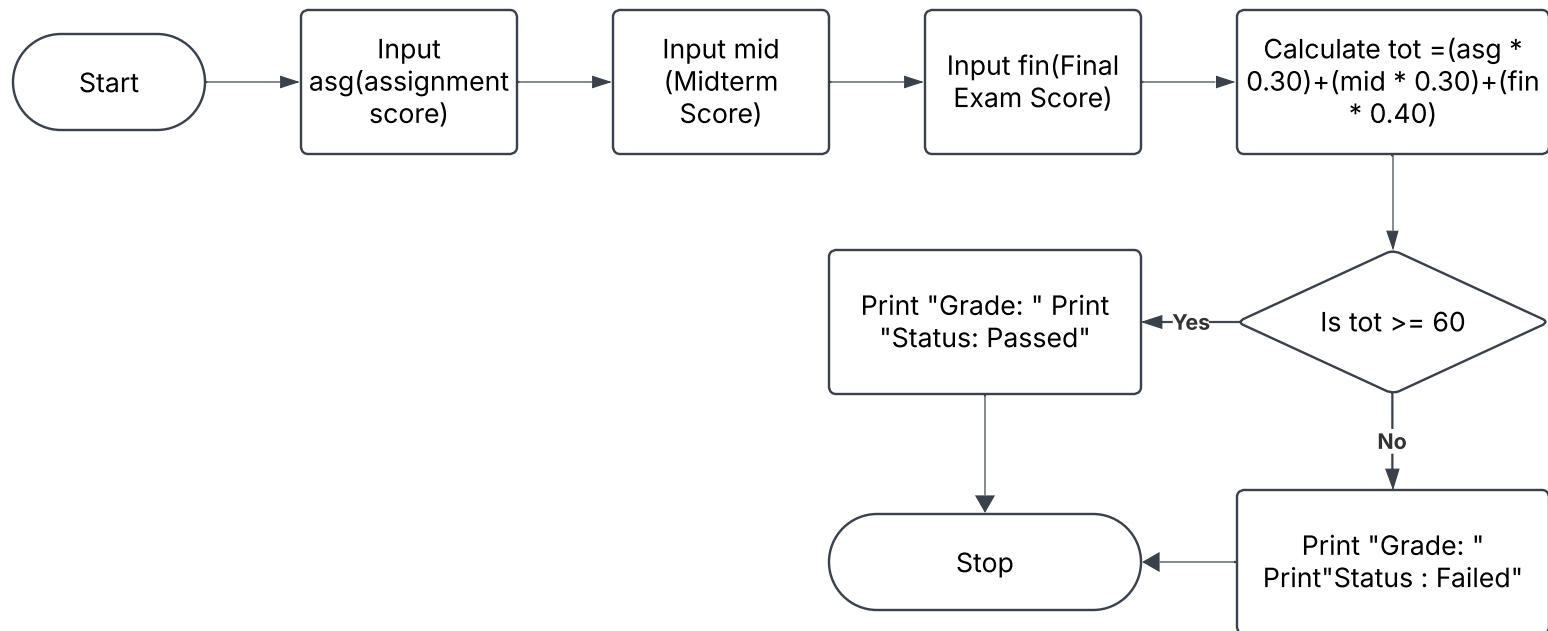 Start
Input
asg(assignment
score)
Input mid
(Midterm
Score)
Input fin(Final
Exam Score)
Calculate tot =(asg *
0.30)+(mid * 0.30)+(fin
* 0.40)
Is tot >= 60
Yes
Print "Grade: " Print
"Status: Passed"
No
Print "Grade: "
Print"Status : Failed"
Stop